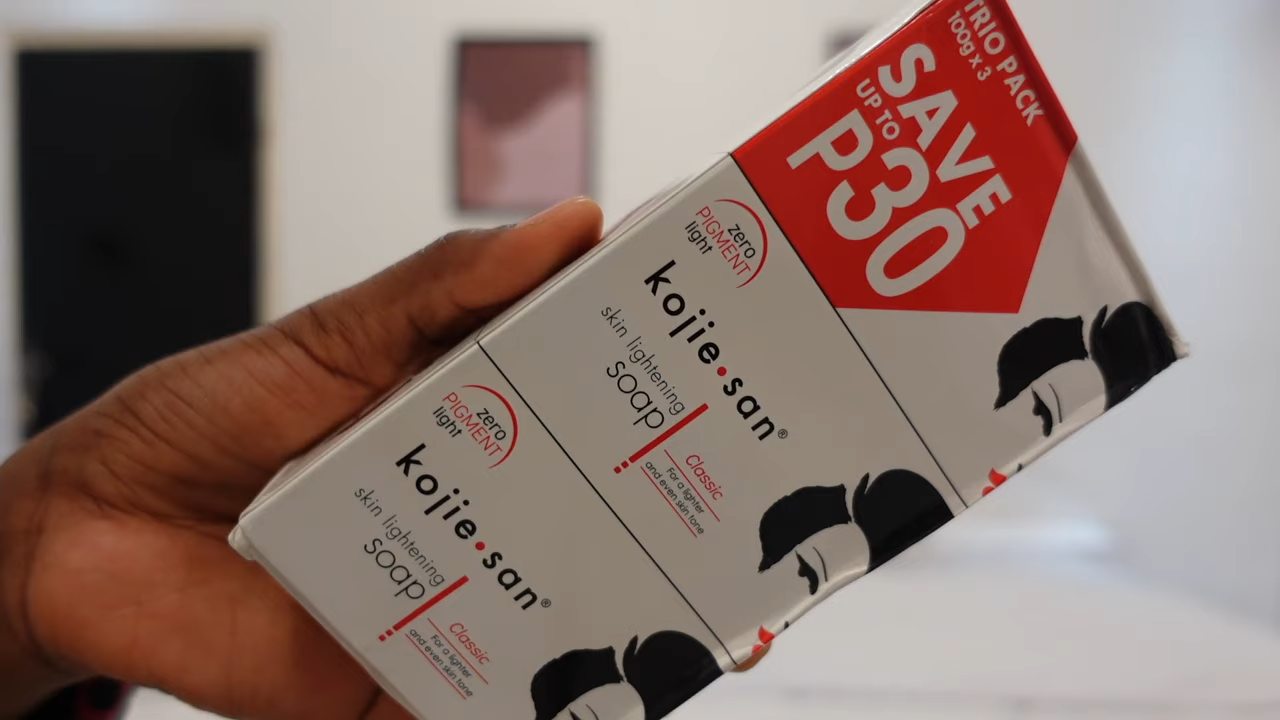 TRIO PACK
100g x 3
SAVE
UP TO
P30
zero
PIGMENT
light
kojie•san®
skin lightening
soap
Classic
For a lighter
and even skin tone
zero
PIGMENT
light
kojie•san®
skin lightening
soap
Classic
For a lighter
and even skin tone